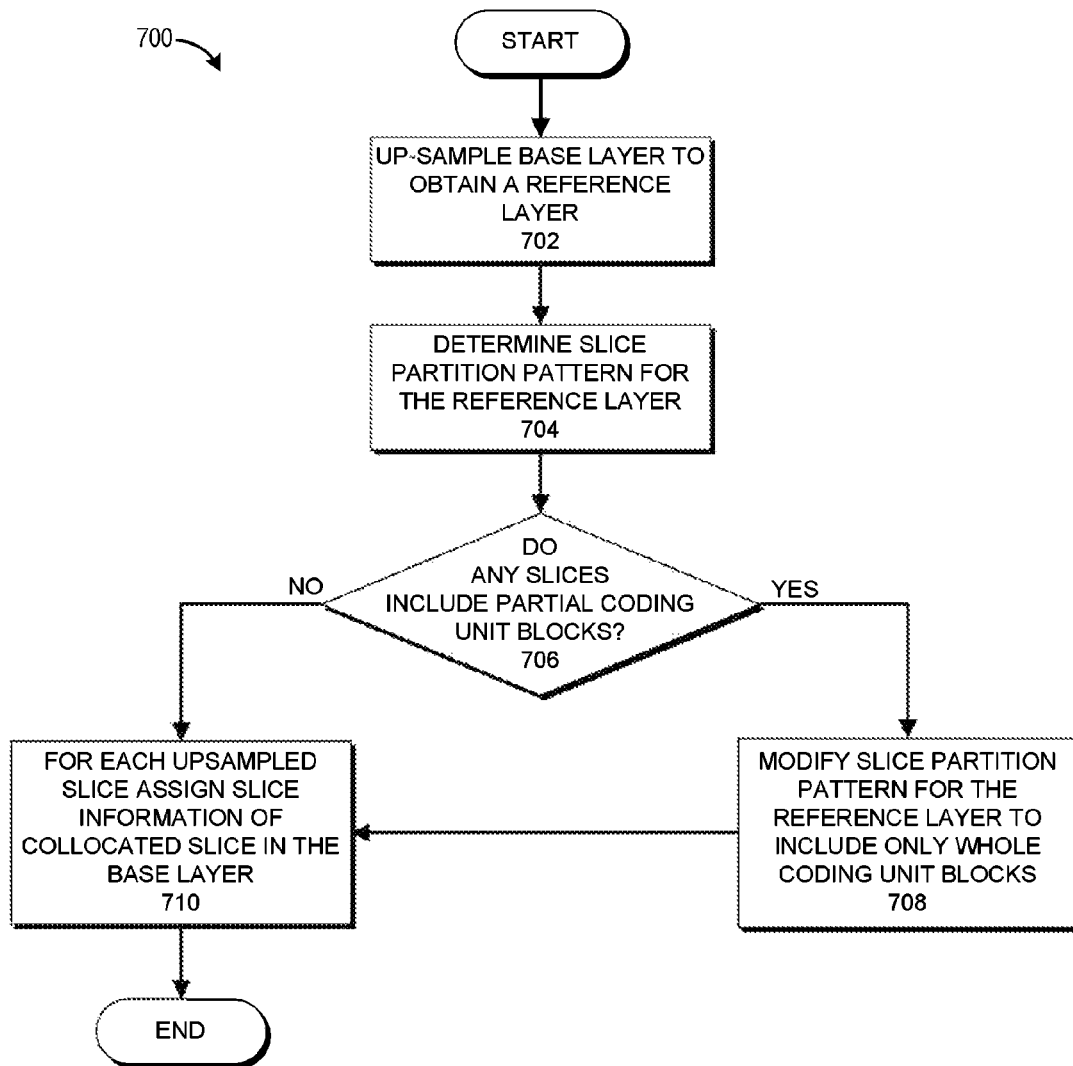 700
START
UP-SAMPLE BASE LAYER TO
OBTAIN A REFERENCE
LAYER
702
DETERMINE SLICE
PARTITION PATTERN FOR
THE REFERENCE LAYER
704
DO
ANY SLICES
INCLUDE PARTIAL CODING
UNIT BLOCKS?
706
NO
YES
FOR EACH UPSAMPLED
SLICE ASSIGN SLICE
INFORMATION OF
COLLOCATED SLICE IN THE
BASE LAYER
710
MODIFY SLICE PARTITION
PATTERN FOR THE
REFERENCE LAYER TO
INCLUDE ONLY WHOLE
CODING UNIT BLOCKS
708
END